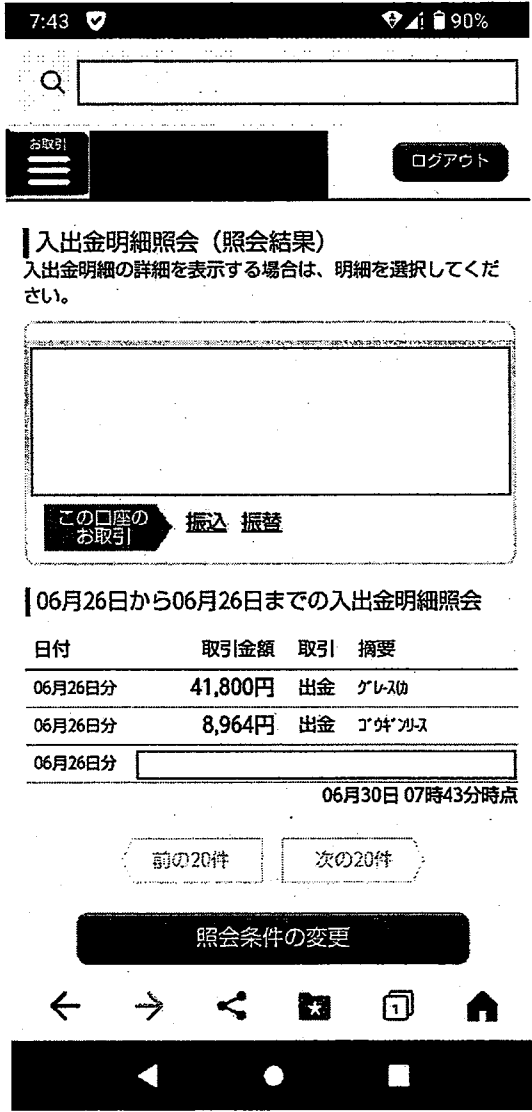 7:43 90%
お取引
ログアウト
入出金明細照会（照会結果）
入出金明細の詳細を表示する場合は、明細を選択してくだ
さい。
この口座の
お取引
振込 振替
06月26日から06月26日までの入出金明細照会
日付 取引金額 取引 摘要
06月26日分 41,800円 出金 ｸﾞﾚｰｽ(ｶ
06月26日分 8,964円 出金 ｺﾞｳｷﾞﾝﾘｰｽ
06月26日分
06月30日 07時43分時点
前の20件 次の20件
照会条件の変更
1